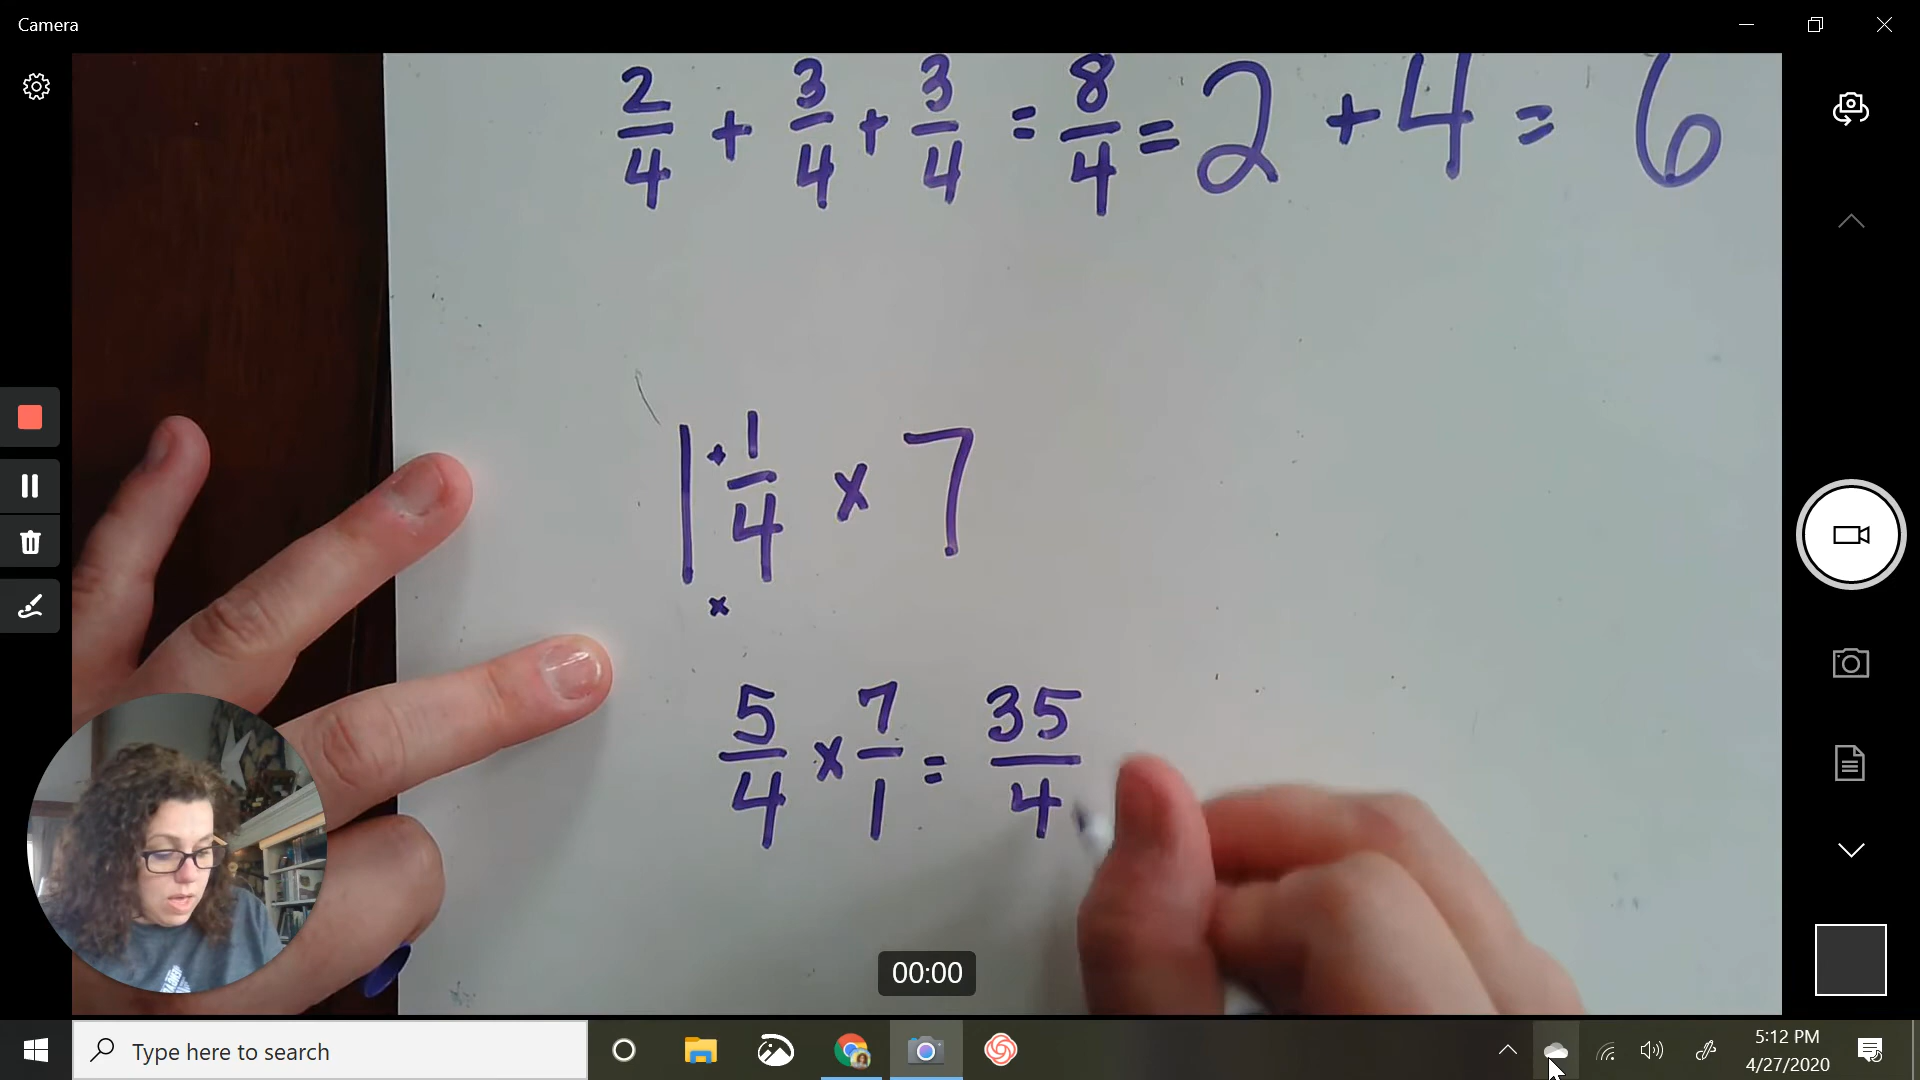 Camera
2/4 + 3/4 + 3/4 = 8/4 = 2 + 4 = 6
1 + 1/4 x 7
x
5/4 x 7/1 = 35/4
00:00
Type here to search
5:12 PM
4/27/2020